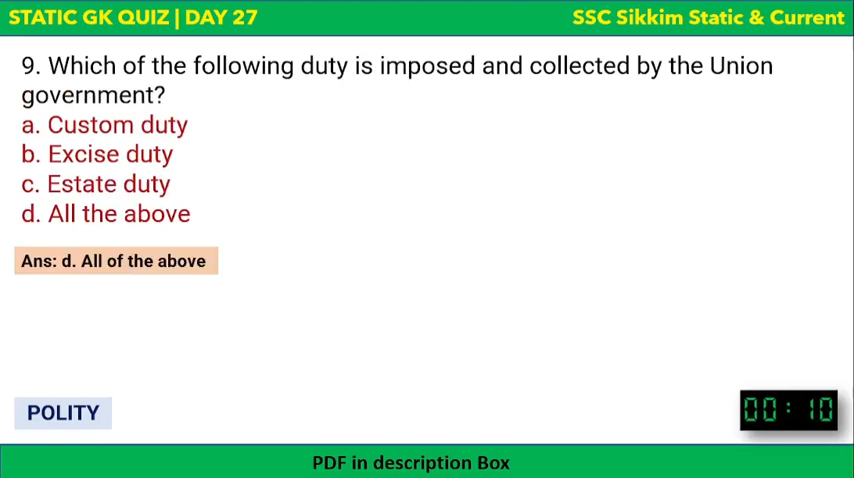 STATIC GK QUIZ | DAY 27
SSC Sikkim Static & Current
9. Which of the following duty is imposed and collected by the Union
government?
a. Custom duty
b. Excise duty
c. Estate duty
d. All the above
Ans: d. All of the above
POLITY
00:10
PDF in description Box